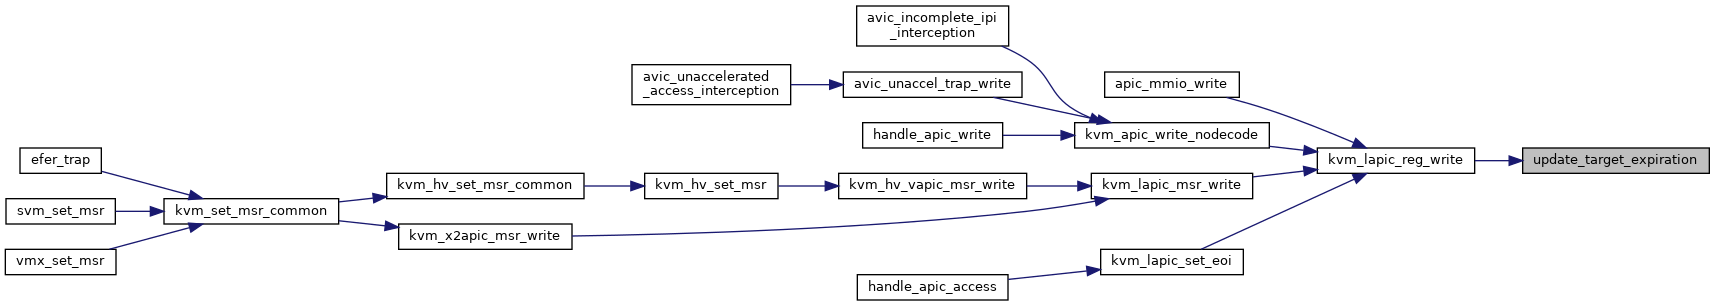 avic_incomplete_ipi
_interception
avic_unaccelerated
_access_interception
avic_unaccel_trap_write
apic_mmio_write
handle_apic_write
kvm_apic_write_nodecode
efer_trap
kvm_lapic_reg_write
update_target_expiration
kvm_hv_set_msr_common
kvm_hv_set_msr
kvm_hv_vapic_msr_write
kvm_lapic_msr_write
svm_set_msr
kvm_set_msr_common
kvm_x2apic_msr_write
vmx_set_msr
kvm_lapic_set_eoi
handle_apic_access